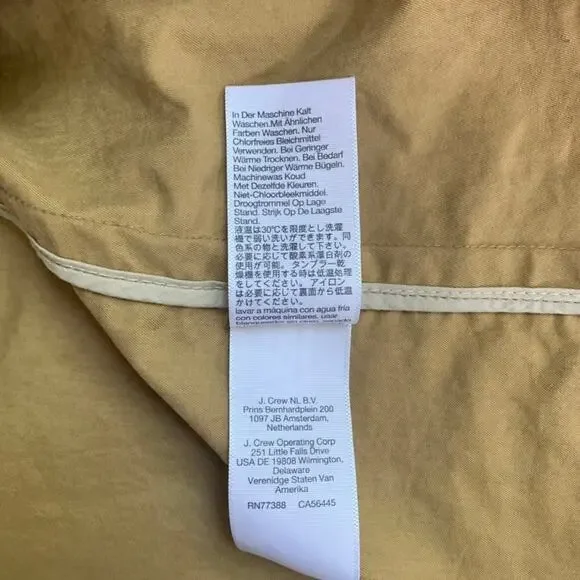 In Der Maschine Kalt
Waschen.Mit Ähnlichen
Farben Waschen. Nur
Chlorfreies Bleichmittel
Verwenden. Bei Geringer
Wärme Trocknen. Bei Bedarf
Bei Niedriger Wärme Bügeln.
Machinewas Koud
Met Dezelfde Kleuren.
Niet-Chloorbleekmiddel.
Droogtrommel Op Lage
Stand. Strijk Op De Laagste
Stand.
液温は30℃を限度とし洗濯
機で弱い洗いができます。同
色系の物と洗濯して下さい。
必要に応じて酸素系漂白剤の
使用が可能。 タンブラー乾
燥機を使用する時は低温処理
をしてください。 アイロン
は必要に応じて裏面から低温
かけてください.
lavar a máquina con agua fría
con colores similares. usar
J. Crew NL B.V.
Prins Bernhardplein 200
1097 JB Amsterdam,
Netherlands
J. Crew Operating Corp
251 Little Falls Drive
USA DE 19808 Wilmington,
Delaware
Verenidge Staten Van
Amerika
RN77388 CA56445